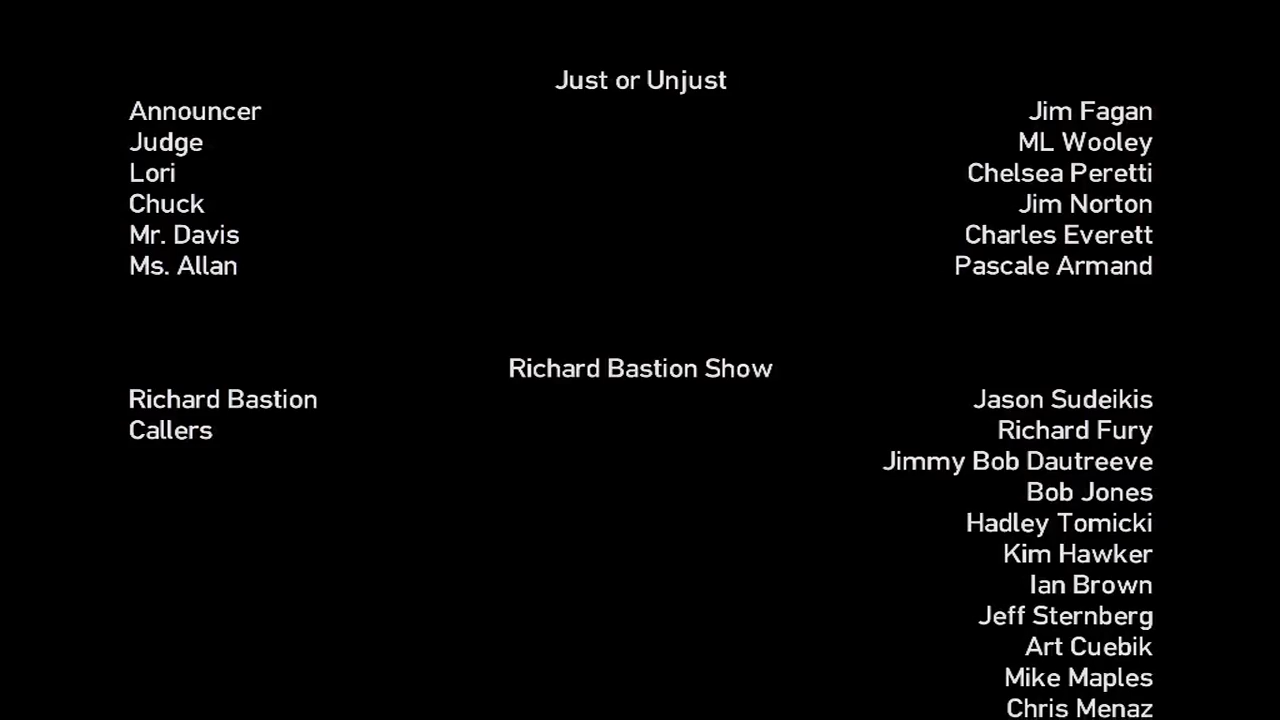 Just or Unjust
Announcer Jim Fagan
Judge ML Wooley
Lori Chelsea Peretti
Chuck Jim Norton
Mr. Davis Charles Everett
Ms. Allan Pascale Armand
Richard Bastion Show
Richard Bastion Jason Sudeikis
Callers Richard Fury
Jimmy Bob Dautreeve
Bob Jones
Hadley Tomicki
Kim Hawker
Ian Brown
Jeff Sternberg
Art Cuebik
Mike Maples
Chris Menaz